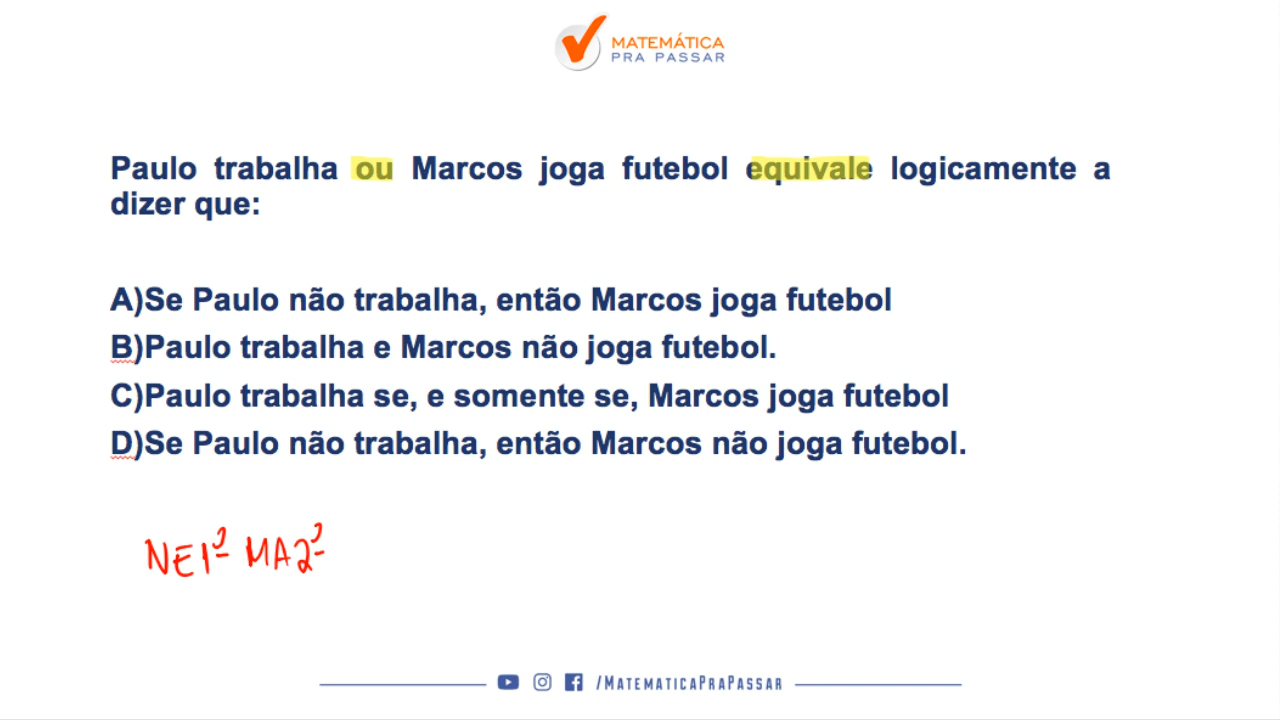 MATEMÁTICA
PRA PASSAR
Paulo trabalha ou Marcos joga futebol equivale logicamente a
dizer que:
A)Se Paulo não trabalha, então Marcos joga futebol
B)Paulo trabalha e Marcos não joga futebol.
C)Paulo trabalha se, e somente se, Marcos joga futebol
D)Se Paulo não trabalha, então Marcos não joga futebol.
NE1ª MA2ª
/MATEMATICAPRAPASSAR